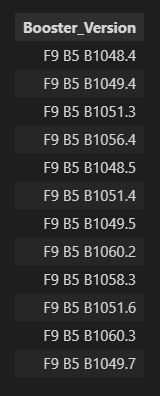 Booster_Version
F9 B5 B1048.4
F9 B5 B1049.4
F9 B5 B1051.3
F9 B5 B1056.4
F9 B5 B1048.5
F9 B5 B1051.4
F9 B5 B1049.5
F9 B5 B1060.2
F9 B5 B1058.3
F9 B5 B1051.6
F9 B5 B1060.3
F9 B5 B1049.7